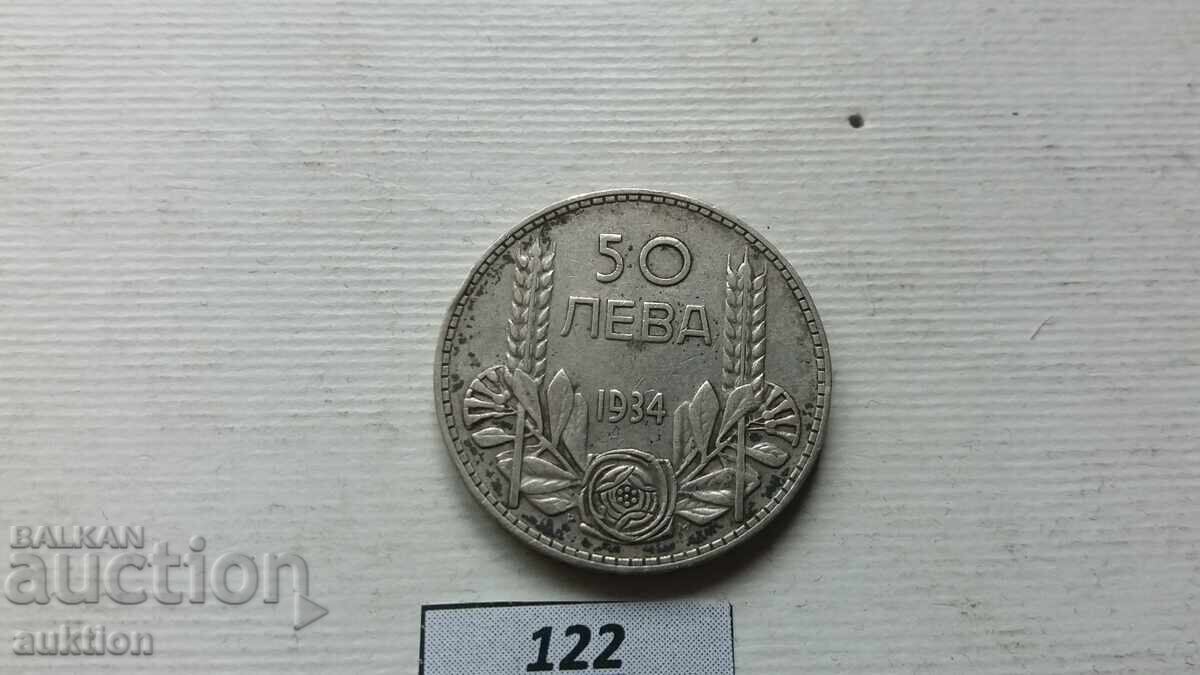 50
ЛЕВА
1934
BALKAN
auction
auktion
122